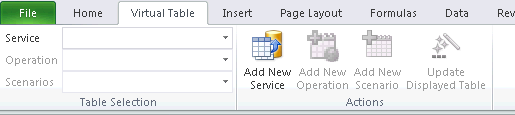 File Home Virtual Table Insert Page Layout Formulas Data Rev
Service
Operation
Scenarios
Table Selection
Add New Service
Add New Operation
Add New Scenario
Update Displayed Table
Actions